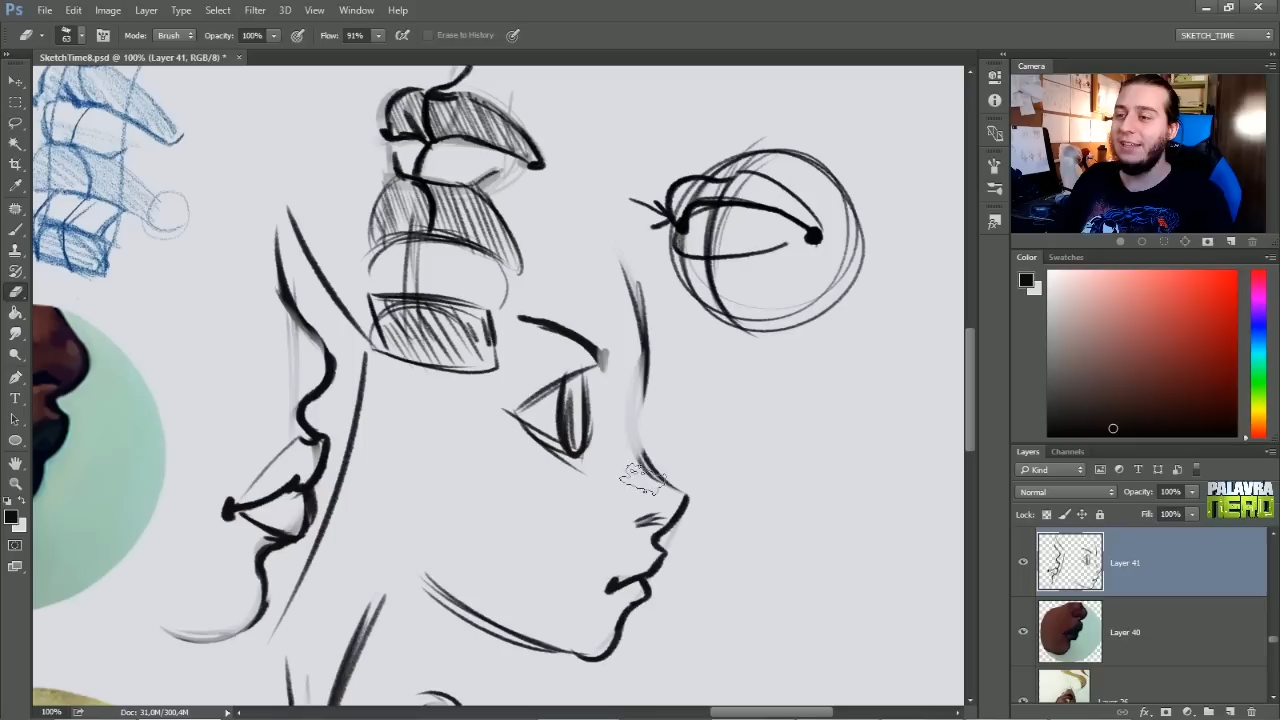 Ps File Edit Image Layer Type Select Filter 3D View Window Help
63 Mode: Brush Opacity: 100% Flow: 91% Erase to History SKETCH_TIME
SketchTime8.psd @ 100% (Layer 41, RGB/8) *
Camera
Color Swatches
Layers Channels
Kind
Normal Opacity: 100%
PALAVRA
NERD
Lock: Fill: 100%
Layer 41
Layer 40
100% Doc: 31,0M/300,4M